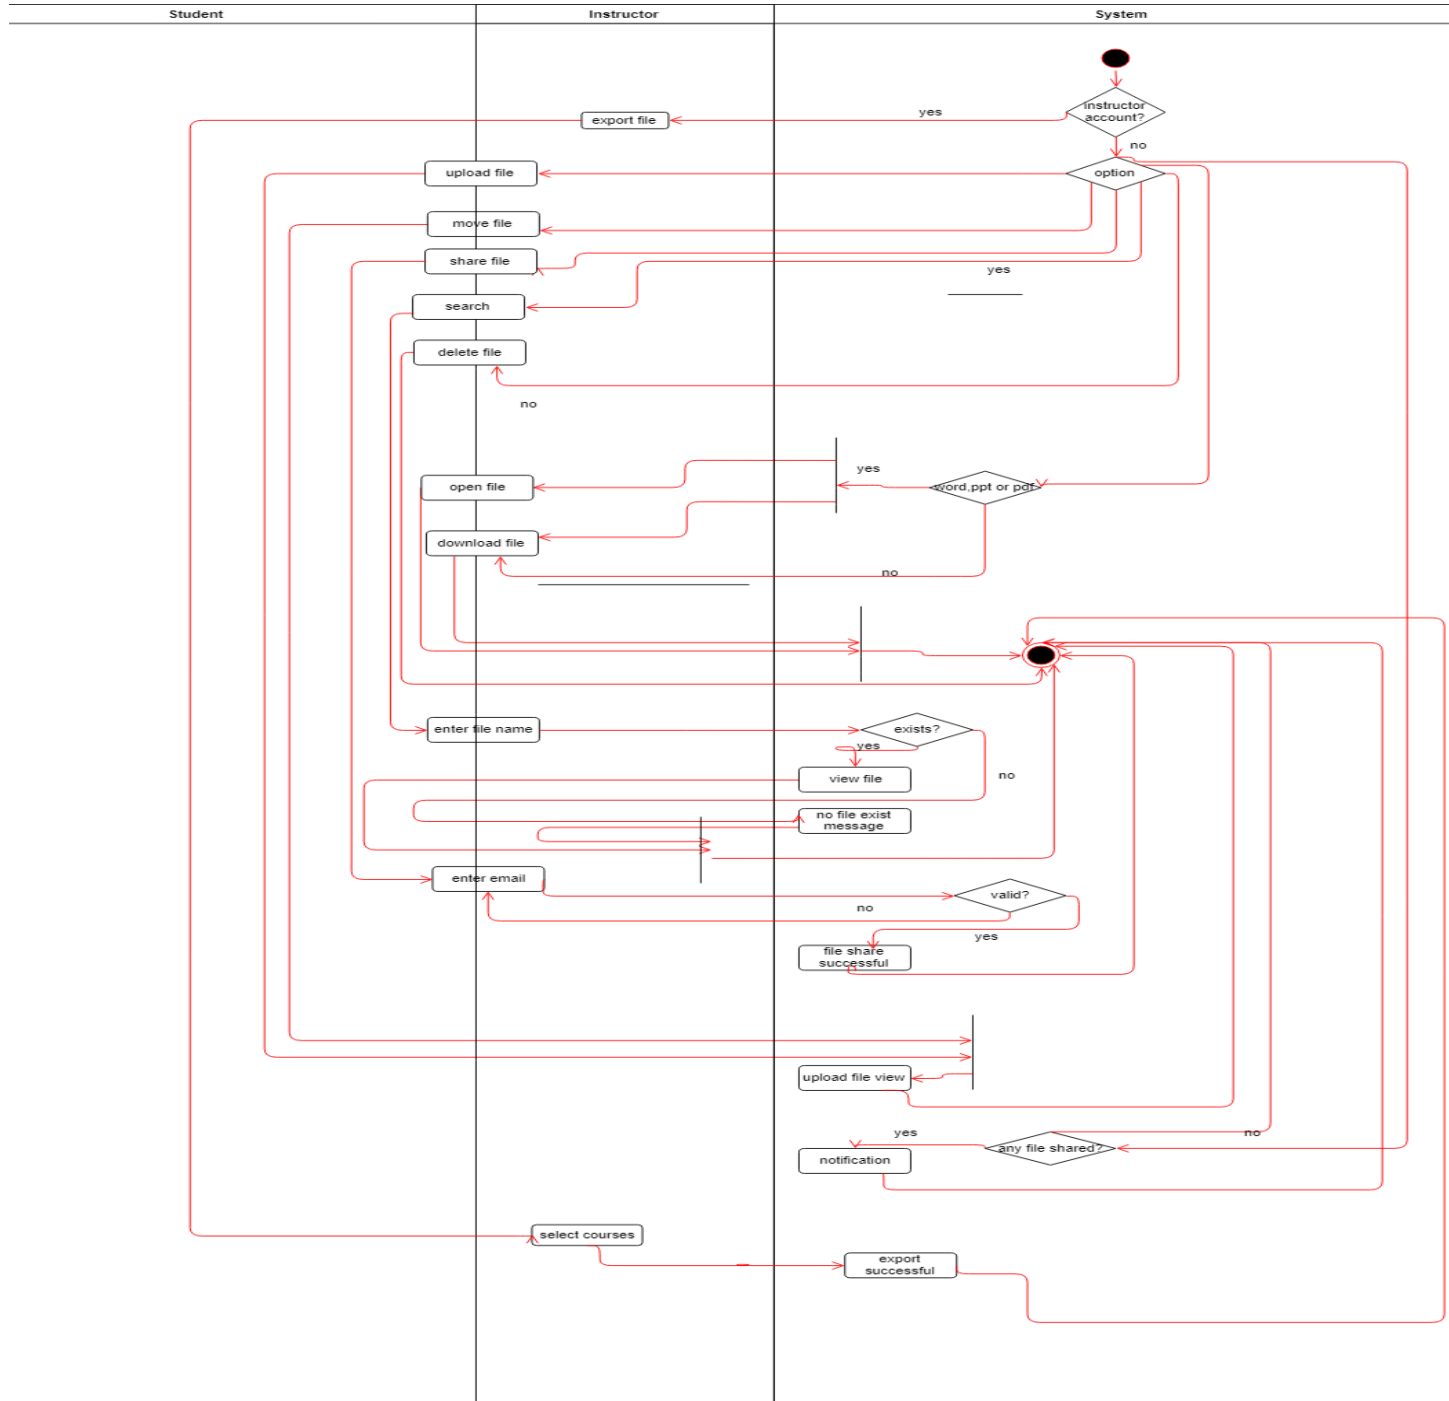 Student
Instructor
System
instructor
account?
yes
export file
no
upload file
option
move file
share file
yes
search
delete file
no
yes
open file
word,ppt or pdf
download file
no
enter file name
exists?
yes
view file
no
no file exist
message
enter email
valid?
no
yes
file share
successful
upload file view
yes
no
any file shared?
notification
select courses
export
successful